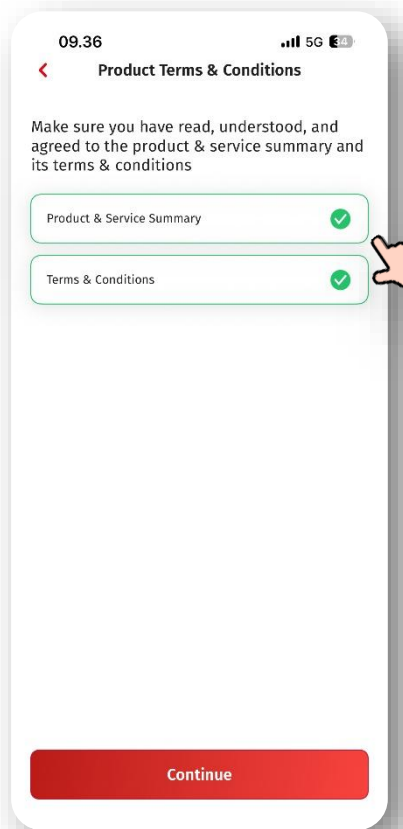 09.36 5G 34
Product Terms & Conditions
Make sure you have read, understood, and
agreed to the product & service summary and
its terms & conditions
Product & Service Summary
Terms & Conditions
Continue